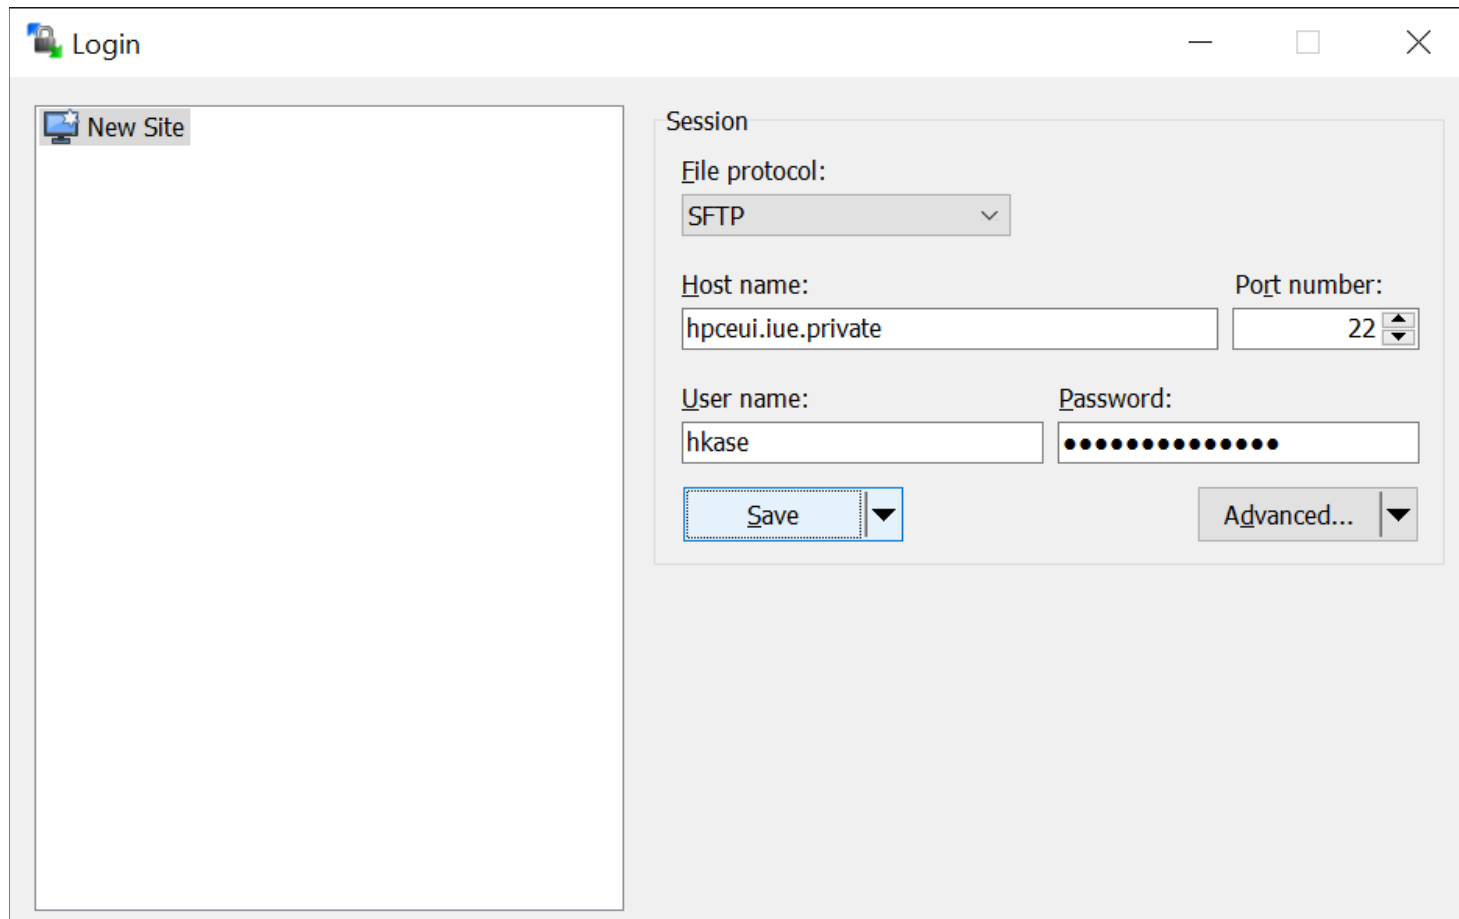 Login
New Site
Session
File protocol:
SFTP
Host name: Port number:
hpceui.iue.private 22
User name: Password:
hkase ••••••••••••••
Save Advanced...